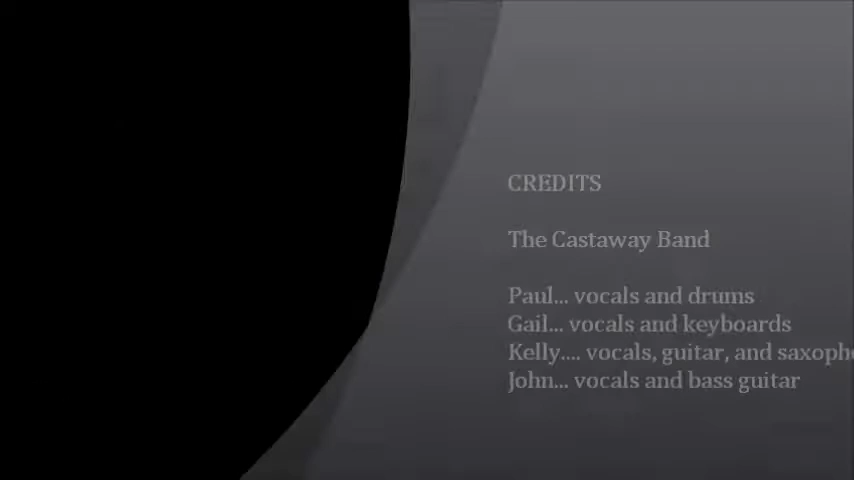 CREDITS
The Castaway Band
Paul... vocals and drums
Gail... vocals and keyboards
Kelly.... vocals, guitar, and saxoph
John... vocals and bass guitar